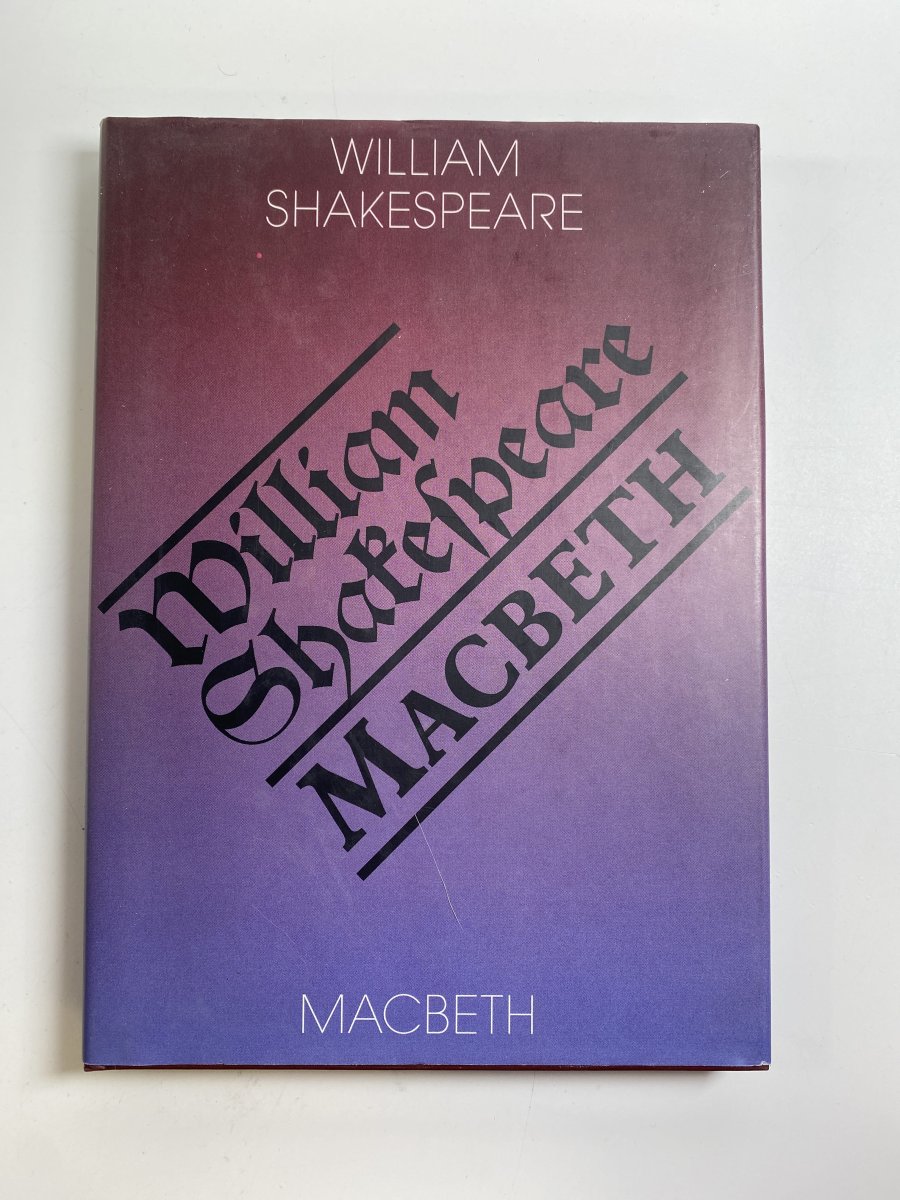 WILLIAM
SHAKESPEARE
William
Shakeſpeare
MACBETH
MACBETH